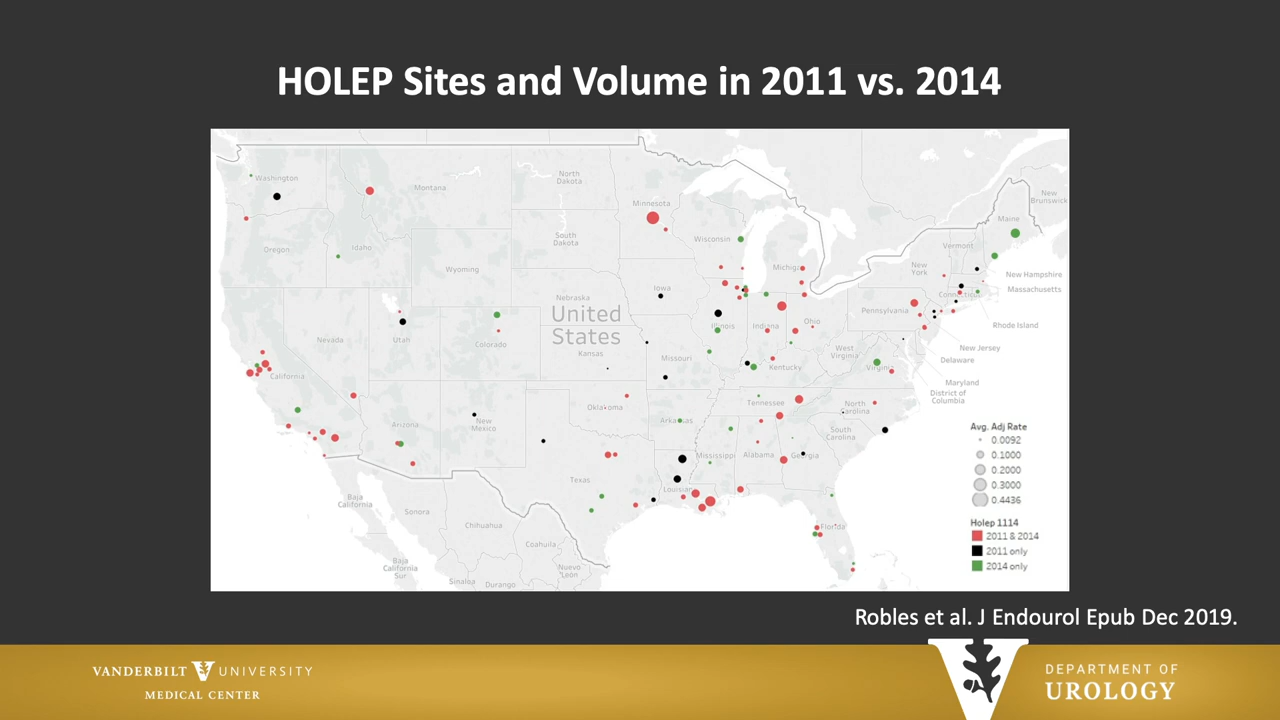 HOLEP Sites and Volume in 2011 vs. 2014
Washington
Montana
North
Dakota
Minnesota
New
Brunswick
Maine
Oregon
Idaho
South
Dakota
Wisconsin
Vermont
Wyoming
Michiga
New
York
New Hampshire
Massachusetts
Iowa
Nebraska
United
States
Pennsylvania
Rhode Island
Nevada
Utah
Colorado
Kansas
Missouri
Indiana
Ohio
West
Virginia
New Jersey
Delaware
Maryland
District of
Columbia
California
Kentucky
Virginia
Tennessee
North
Carolina
Oklahoma
Arkansas
Arizona
New
Mexico
South
Carolina
Mississippi
Alabama
Georgia
Texas
Louisiana
Florida
Baja
California
Sonora
Chihuahua
Coahuila
Baja
California
Sur
Sinaloa
Durango
Nuevo
León
Avg. Adj Rate
0.0092
0.1000
0.2000
0.3000
0.4436
Holep 1114
2011 & 2014
2011 only
2014 only
Robles et al. J Endourol Epub Dec 2019.
VANDERBILT V UNIVERSITY
MEDICAL CENTER
DEPARTMENT OF
UROLOGY